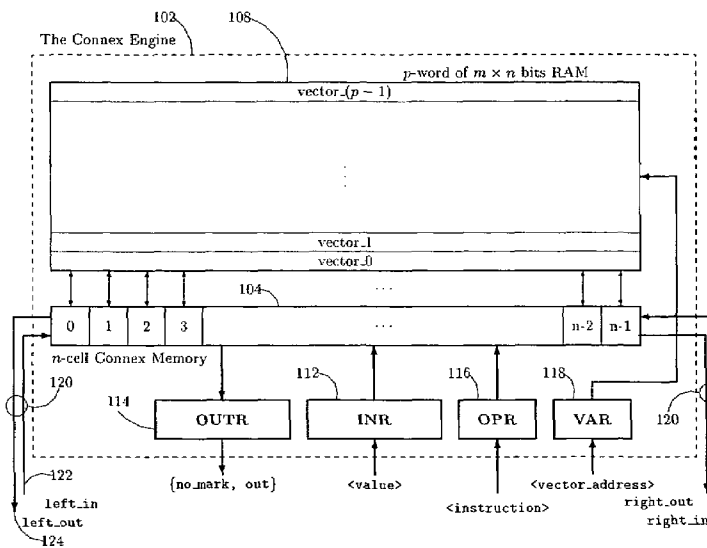 102
108
The Connex Engine
p-word of m × n bits RAM
vector_(p − 1)
vector_1
vector_0
104
0 1 2 3 n-2 n-1
n-cell Connex Memory
120
112
116
118
114
120
OUTR INR OPR VAR
122
{no_mark, out} <value> <vector_address>
left_in <instruction> right_out
left_out right_in
124